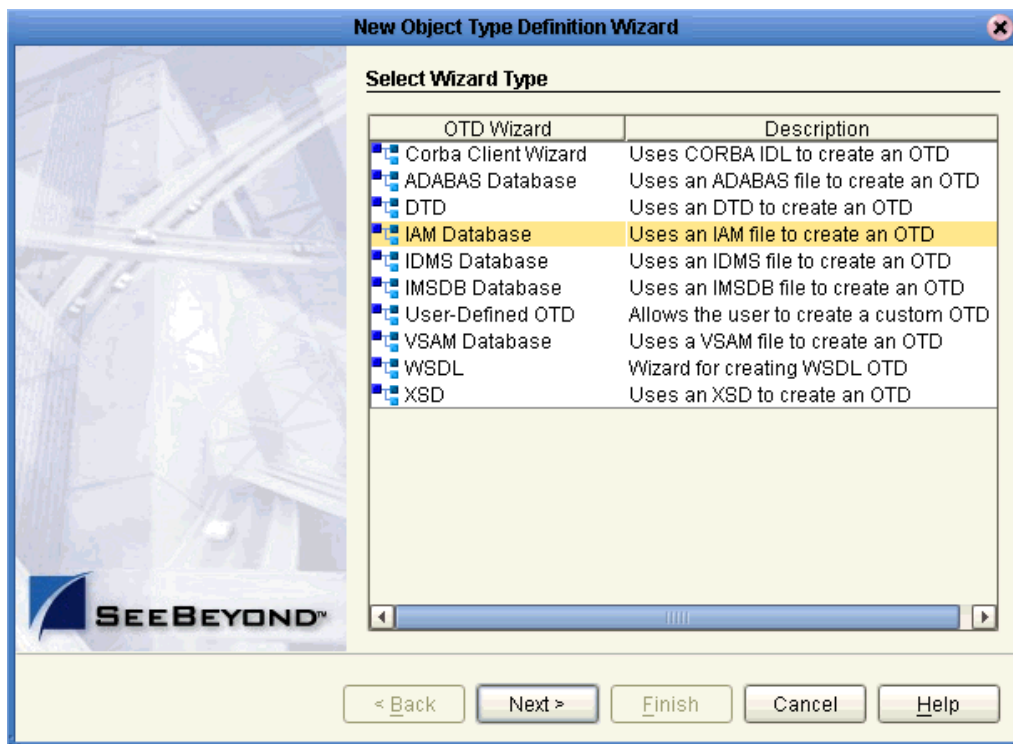 New Object Type Definition Wizard
Select Wizard Type
OTD Wizard Description
Corba Client Wizard Uses CORBA IDL to create an OTD
ADABAS Database Uses an ADABAS file to create an OTD
DTD Uses an DTD to create an OTD
IAM Database Uses an IAM file to create an OTD
IDMS Database Uses an IDMS file to create an OTD
IMSDB Database Uses an IMSDB file to create an OTD
User-Defined OTD Allows the user to create a custom OTD
VSAM Database Uses a VSAM file to create an OTD
WSDL Wizard for creating WSDL OTD
XSD Uses an XSD to create an OTD
SEEBEYOND™
< Back Next > Finish Cancel Help